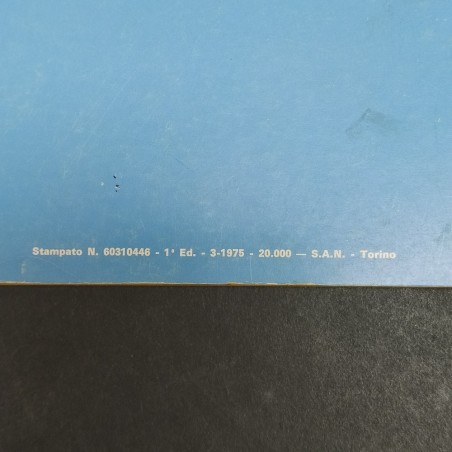 Stampato N. 60310446 - 1ª Ed. - 3-1975 - 20.000 — S.A.N. - Torino